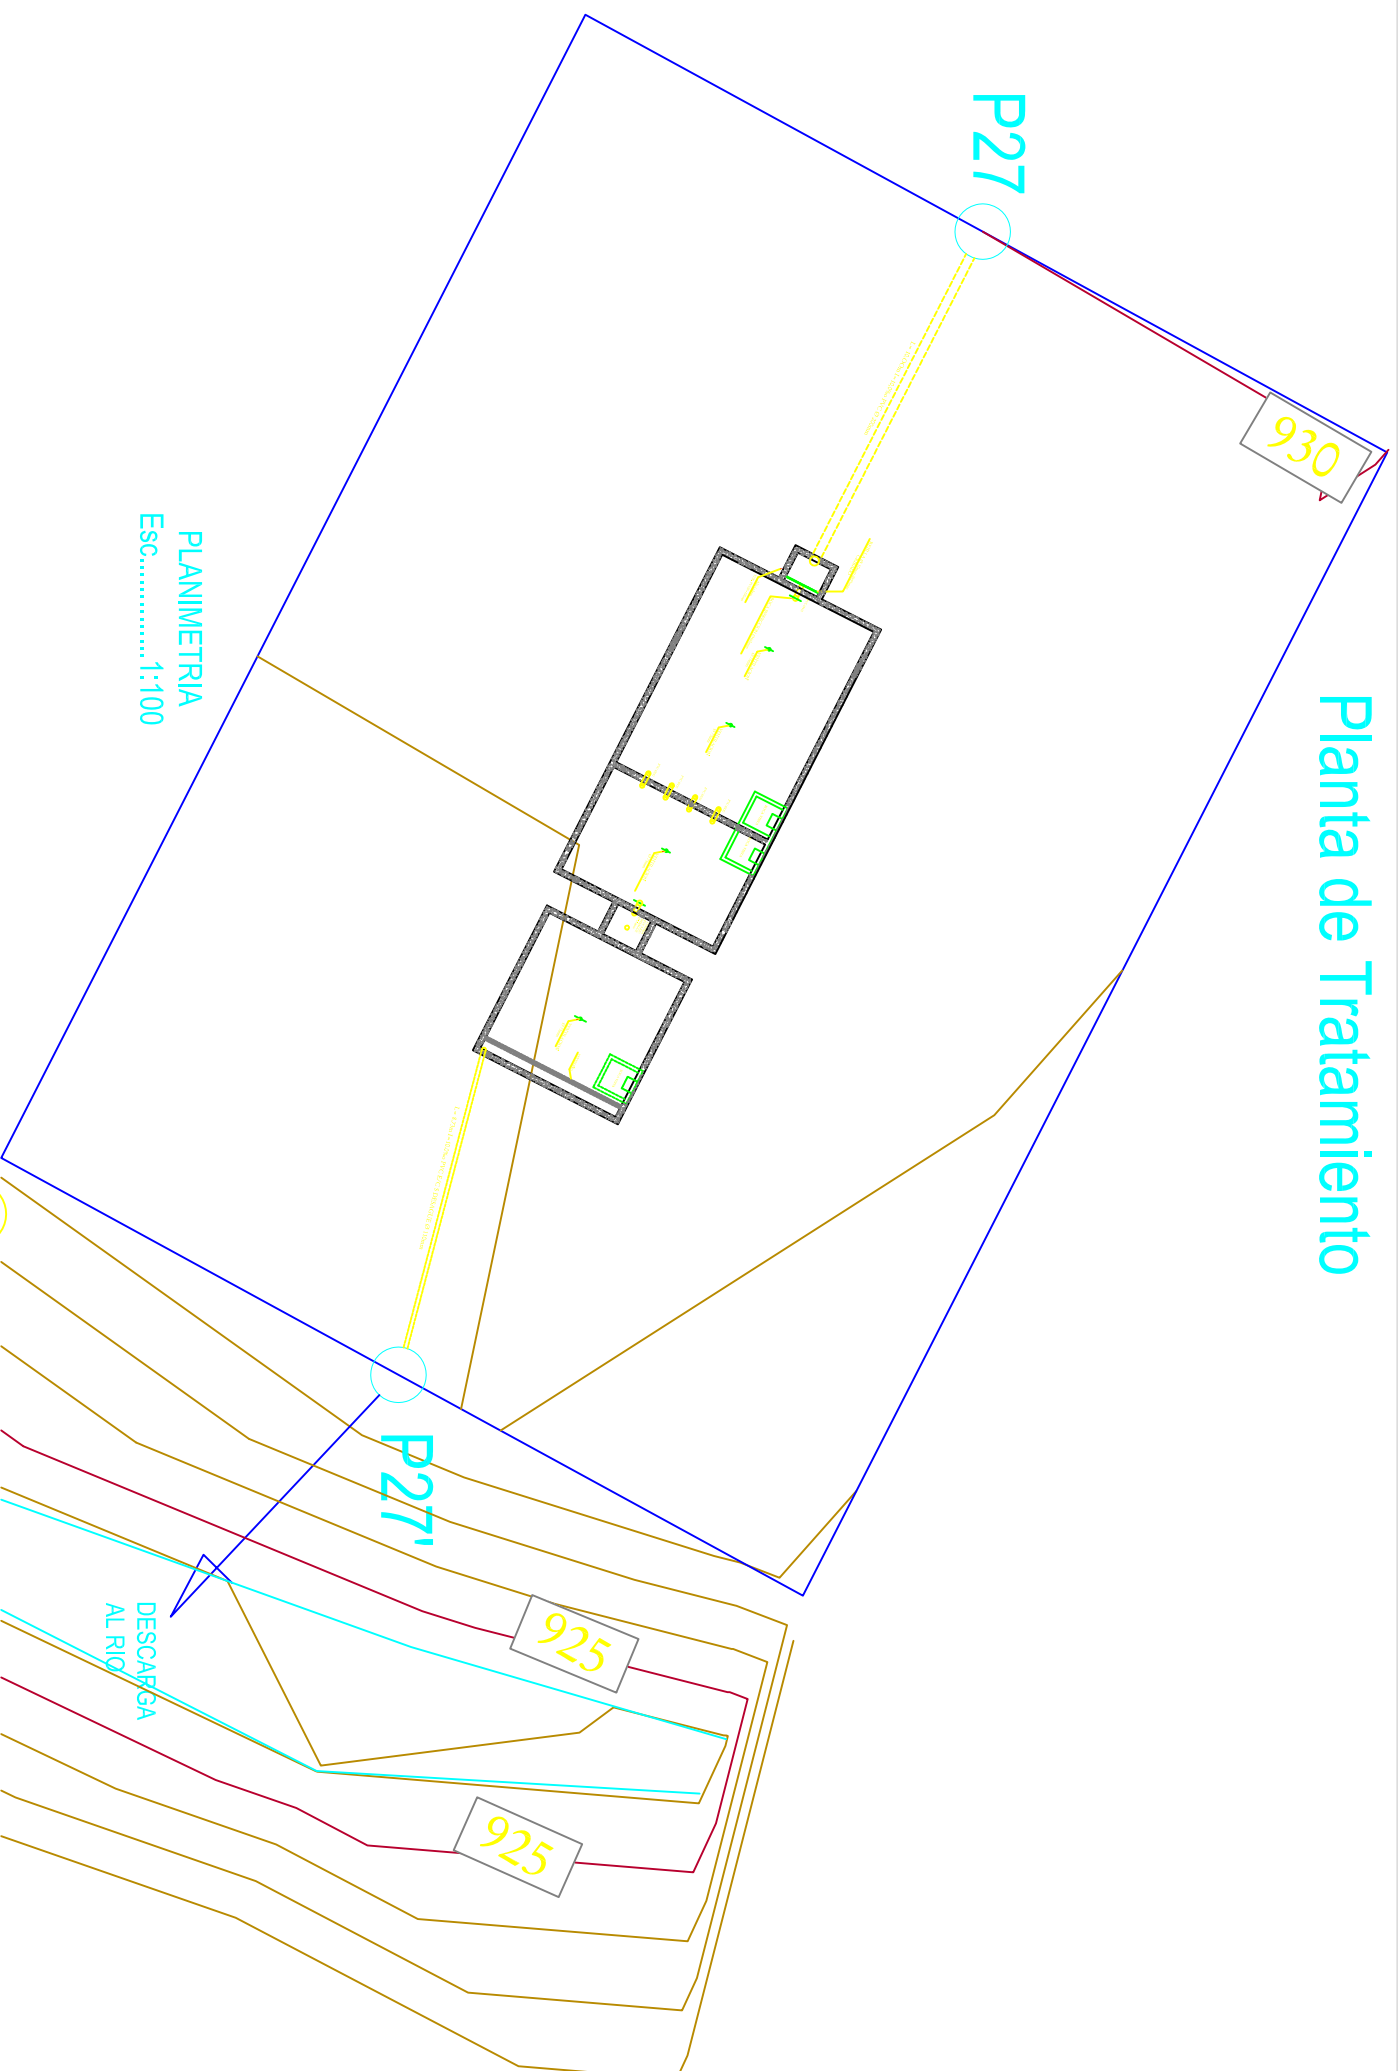 Planta de Tratamiento
P27
930
PLANIMETRIA
Esc............... 1:100
P27'
DESCARGA
AL RIO
925
925